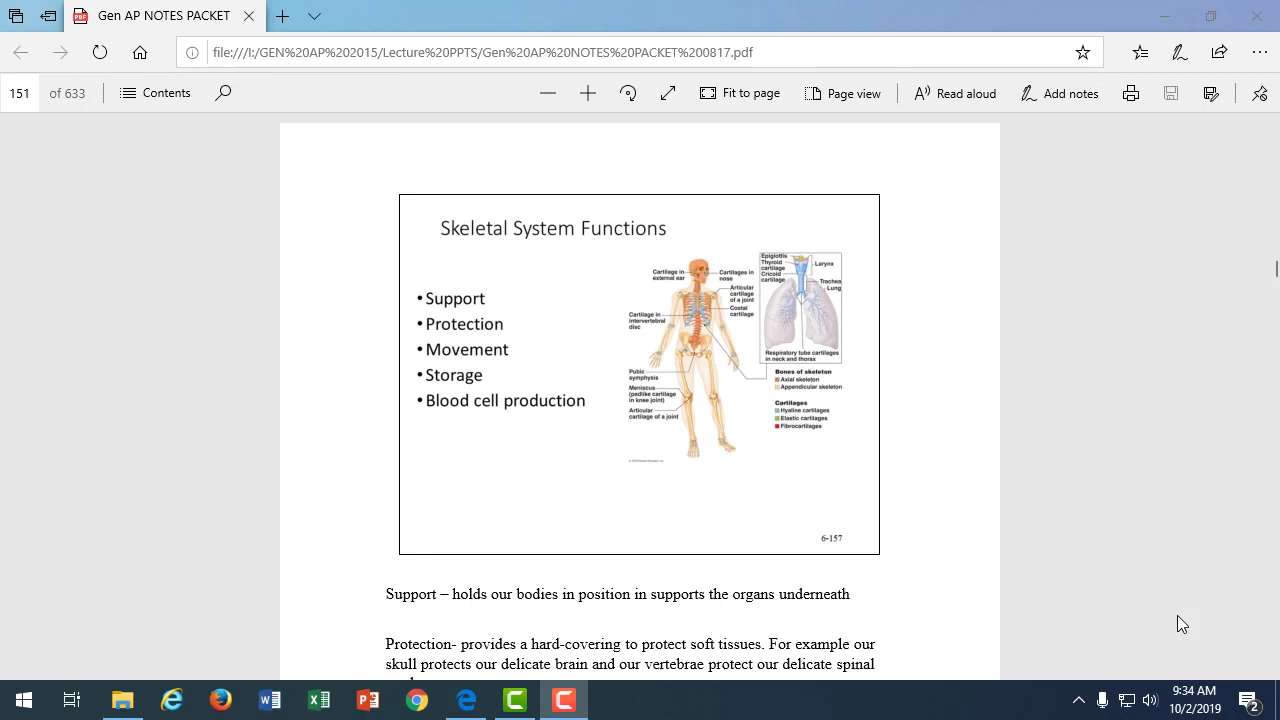 Gen AP NOTES PACKET
file:///I:/GEN%20AP%202015/Lecture%20PPTS/Gen%20AP%20NOTES%20PACKET%200817.pdf
151 of 633 Contents Fit to page Page view Read aloud Add notes
Skeletal System Functions
• Support
• Protection
• Movement
• Storage
• Blood cell production
Cartilage in
external ear
Cartilages in
nose
Articular
cartilage
of a joint
Costal
cartilage
Cartilage in
intervertebral
disc
Pubic
symphysis
Meniscus
(padlike cartilage
in knee joint)
Articular
cartilage of a joint
Epiglottis
Thyroid
cartilage
Cricoid
cartilage
Larynx
Trachea
Lung
Respiratory tube cartilages
in neck and thorax
Bones of skeleton
Axial skeleton
Appendicular skeleton
Cartilages
Hyaline cartilages
Elastic cartilages
Fibrocartilages
6-157
Support – holds our bodies in position in supports the organs underneath
Protection- provides a hard-covering to protect soft tissues. For example our
skull protects our delicate brain and our vertebrae protect our delicate spinal
9:34 AM
10/2/2019
2